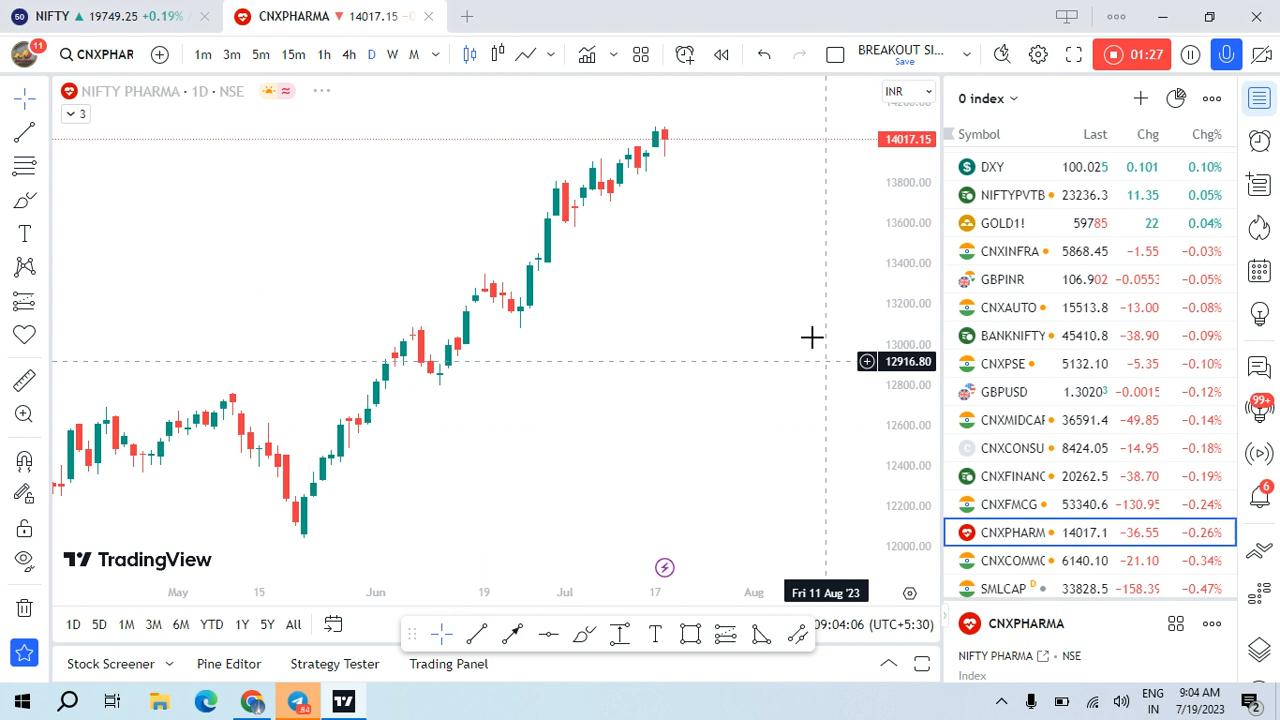 NIFTY ▲ 19749.25 +0.19%
CNXPHARMA ▼ 14017.15
11
CNXPHAR
1m 3m 5m 15m 1h 4h D W M
BREAKOUT SI...
Save
01:27
NIFTY PHARMA · 1D · NSE
INR
3
14200.00
14017.15
13800.00
13600.00
13400.00
13200.00
13000.00
12916.80
12800.00
12600.00
12400.00
12200.00
12000.00
TradingView
May 15 Jun 19 Jul 17 Aug
Fri 11 Aug '23
1D 5D 1M 3M 6M YTD 1Y 5Y All
09:04:06 (UTC+5:30)
Stock Screener
Pine Editor
Strategy Tester
Trading Panel
0 index
Symbol Last Chg Chg%
DXY 100.025 0.101 0.10%
NIFTYPVTB 23236.3 11.35 0.05%
GOLD1! 59785 22 0.04%
CNXINFRA 5868.45 −1.55 −0.03%
GBPINR 106.902 −0.0553 −0.05%
CNXAUTO 15513.8 −13.00 −0.08%
BANKNIFTY 45410.8 −38.90 −0.09%
CNXPSE 5132.10 −5.35 −0.10%
GBPUSD 1.30203 −0.0015 −0.12%
CNXMIDCAP 36591.4 −49.85 −0.14%
CNXCONSU 8424.05 −14.95 −0.18%
CNXFINANC 20262.5 −38.70 −0.19%
CNXFMCG 53340.6 −130.95 −0.24%
CNXPHARM 14017.1 −36.55 −0.26%
CNXCOMMO 6140.10 −21.10 −0.34%
SMLCAP D 33828.5 −158.39 −0.47%
CNXPHARMA
NIFTY PHARMA • NSE
Index
99+
6
84
ENG
IN
9:04 AM
7/19/2023
2